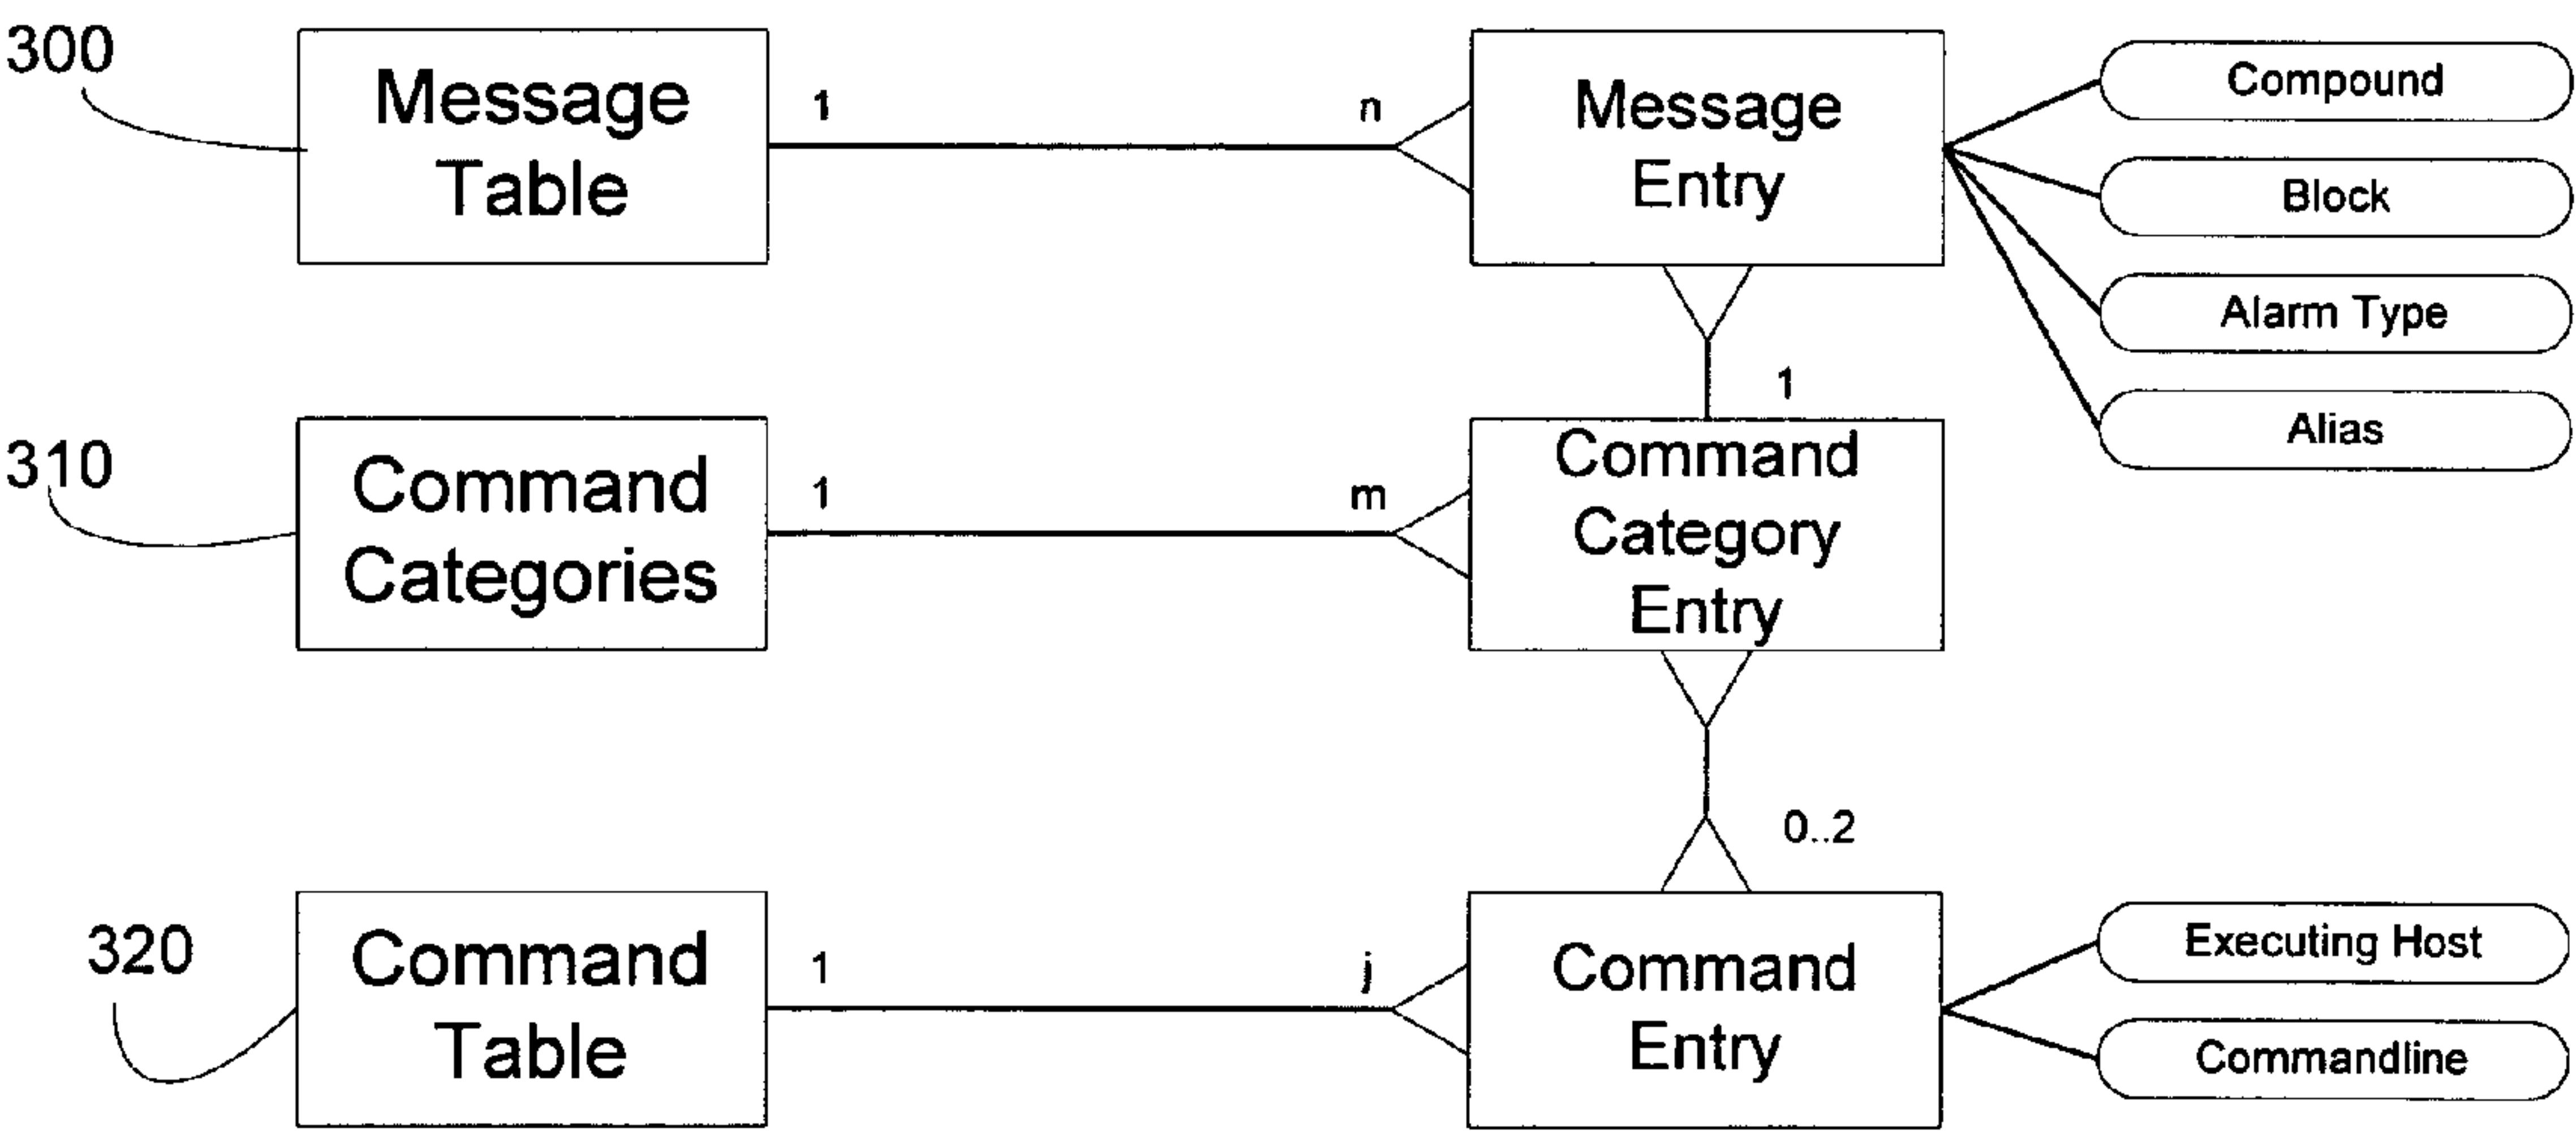 300
Message
Table
1
n
Message
Entry
Compound
Block
Alarm Type
Alias
1
310
Command
Categories
1
m
Command
Category
Entry
0..2
320
Command
Table
1
j
Command
Entry
Executing Host
Commandline